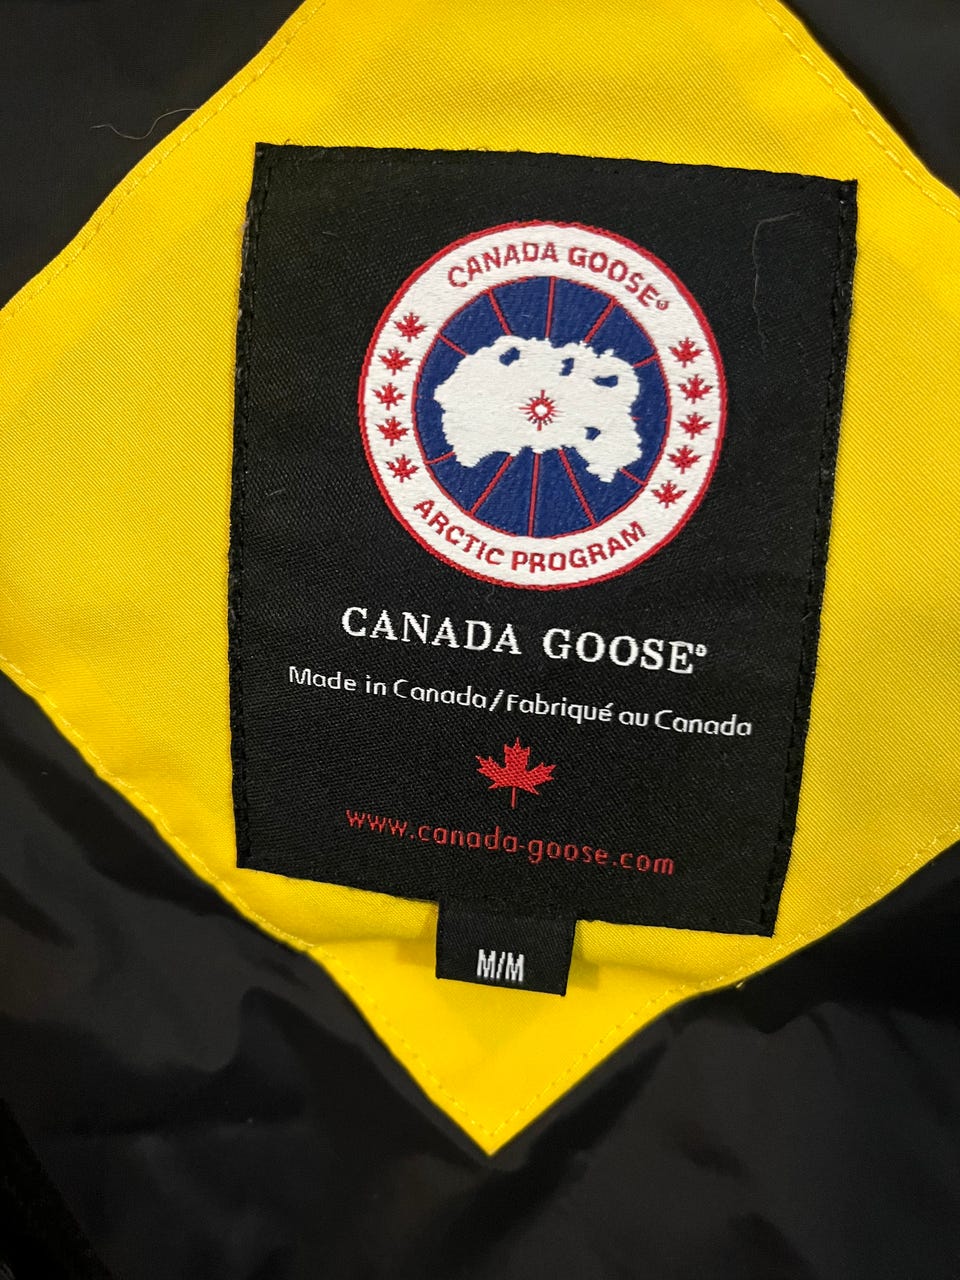 CANADA GOOSE®
ARCTIC PROGRAM
CANADA GOOSE®
Made in Canada/Fabriqué au Canada
www.canada-goose.com
M/M